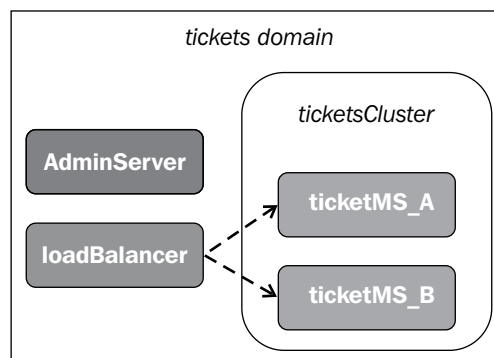 tickets domain
ticketsCluster
AdminServer
ticketMS_A
loadBalancer
ticketMS_B